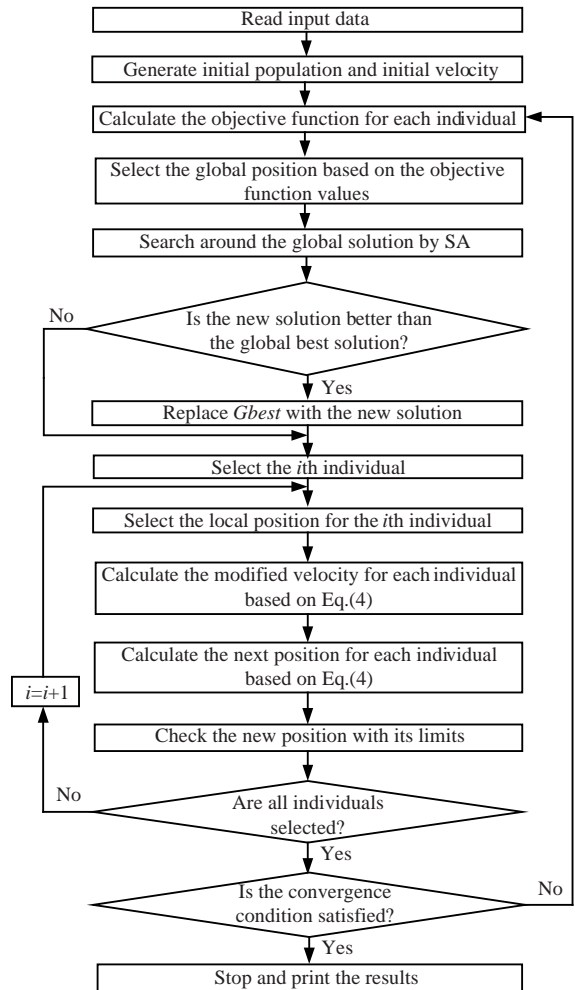 Read input data
Generate initial population and initial velocity
Calculate the objective function for each individual
Select the global position based on the objective
function values
Search around the global solution by SA
No
Is the new solution better than
the global best solution?
Yes
Replace Gbest with the new solution
Select the ith individual
Select the local position for the ith individual
Calculate the modified velocity for each individual
based on Eq.(4)
Calculate the next position for each individual
based on Eq.(4)
i=i+1
Check the new position with its limits
No
Are all individuals
selected?
Yes
Is the convergence
condition satisfied?
No
Yes
Stop and print the results